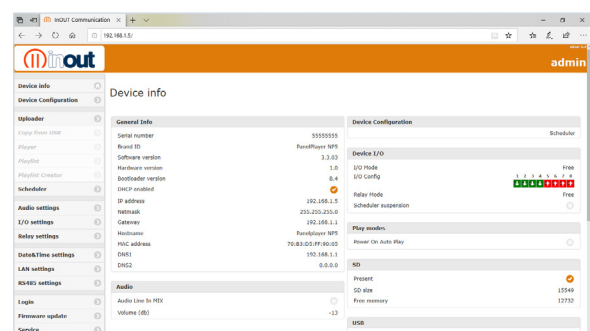 InOUT Communication
192.168.1.5/
inout
admin
Device info
Device Configuration
Uploader
Copy from USB
Player
Playlist
Playlist Creator
Scheduler
Audio settings
I/O settings
Relay settings
Date&Time settings
LAN settings
RS485 settings
Login
Firmware update
Service
Device info
General Info
Serial number 55555555
Brand ID PanelPlayer NP5
Software version 3.3.03
Hardware version 1.0
Bootloader version 0.4
DHCP enabled
IP address 192.168.1.5
Netmask 255.255.255.0
Gateway 192.168.1.1
Hostname Panelplayer NP5
MAC address 70:B3:D5:FF:90:05
DNS1 192.168.1.1
DNS2 0.0.0.0
Audio
Audio Line In MIX
Volume (db) -13
Device Configuration
Scheduler
Device I/O
I/O Mode Free
I/O Config 1 2 3 4 5 6 7 8
Relay Mode Free
Scheduler suspension
Play modes
Power On Auto Play
SD
Present
SD size 15549
Free memory 12732
USB